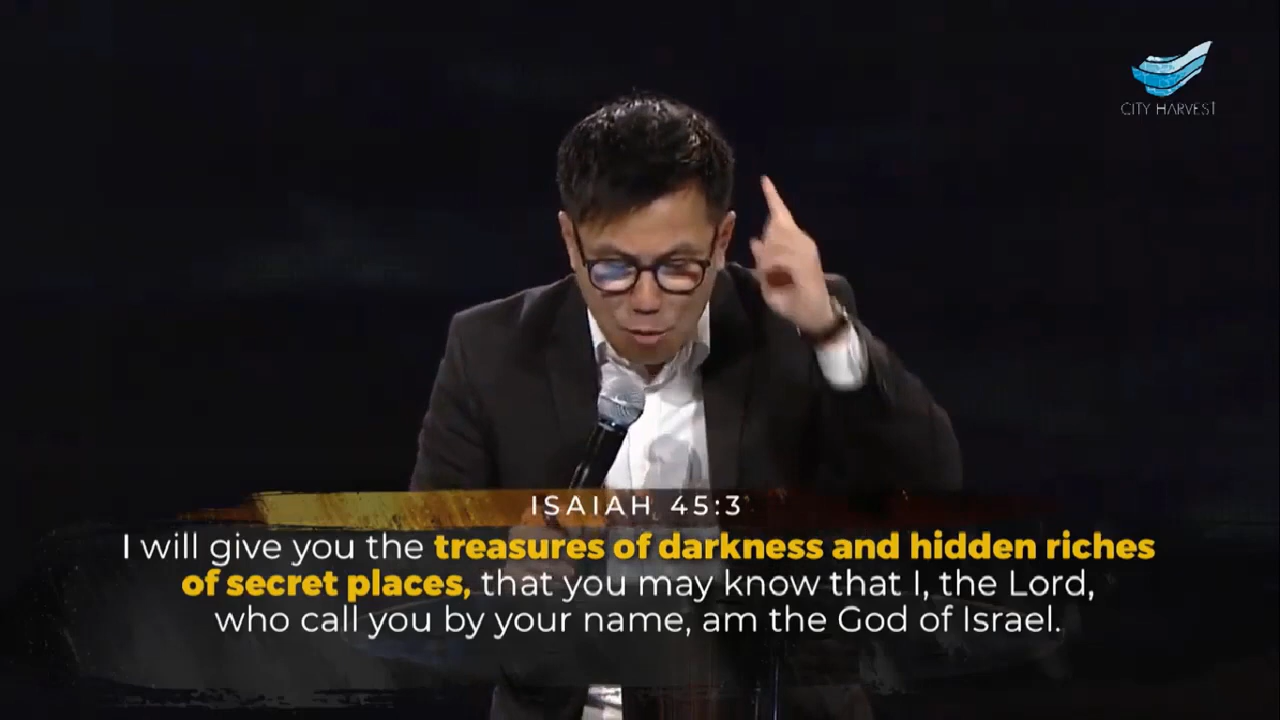 CITY HARVEST
ISAIAH 45:3
I will give you the treasures of darkness and hidden riches
of secret places, that you may know that I, the Lord,
who call you by your name, am the God of Israel.